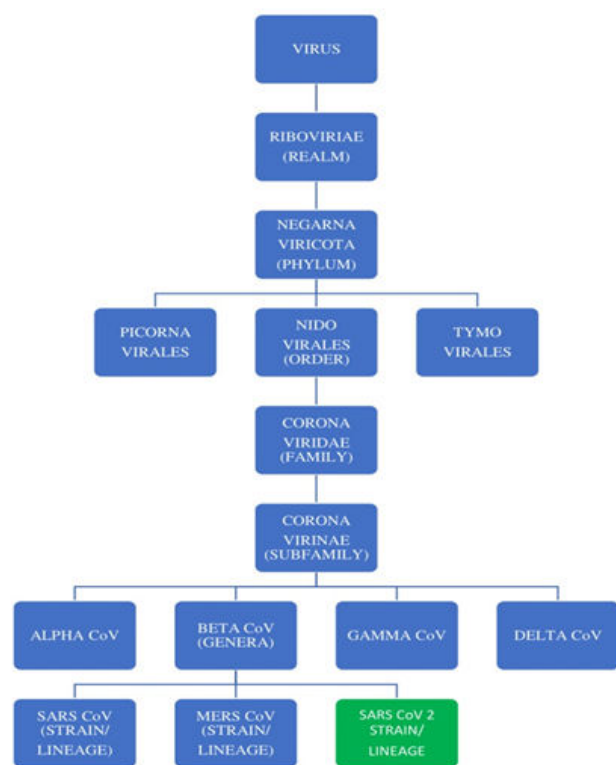 VIRUS
RIBOVIRIAE
(REALM)
NEGARNA
VIRICOTA
(PHYLUM)
PICORNA
VIRALES
NIDO
VIRALES
(ORDER)
TYMO
VIRALES
CORONA
VIRIDAE
(FAMILY)
CORONA
VIRINAE
(SUBFAMILY)
ALPHA CoV
BETA CoV
(GENERA)
GAMMA CoV
DELTA CoV
SARS CoV
(STRAIN/
LINEAGE)
MERS CoV
(STRAIN/
LINEAGE)
SARS CoV 2
STRAIN/
LINEAGE